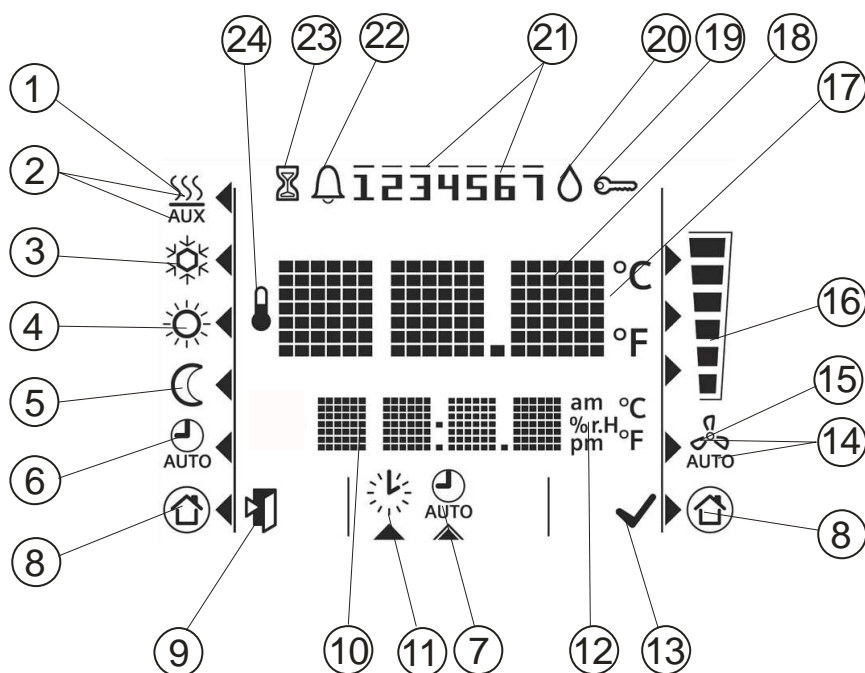 24 23 22 21 20 19 18
1 17
2
AUX
1234567
3 °C
4 °F 16
5
am °C 15
%r.H
6 pm °F 14
AUTO AUTO
AUTO
8 8
9 10 11 7 12 13